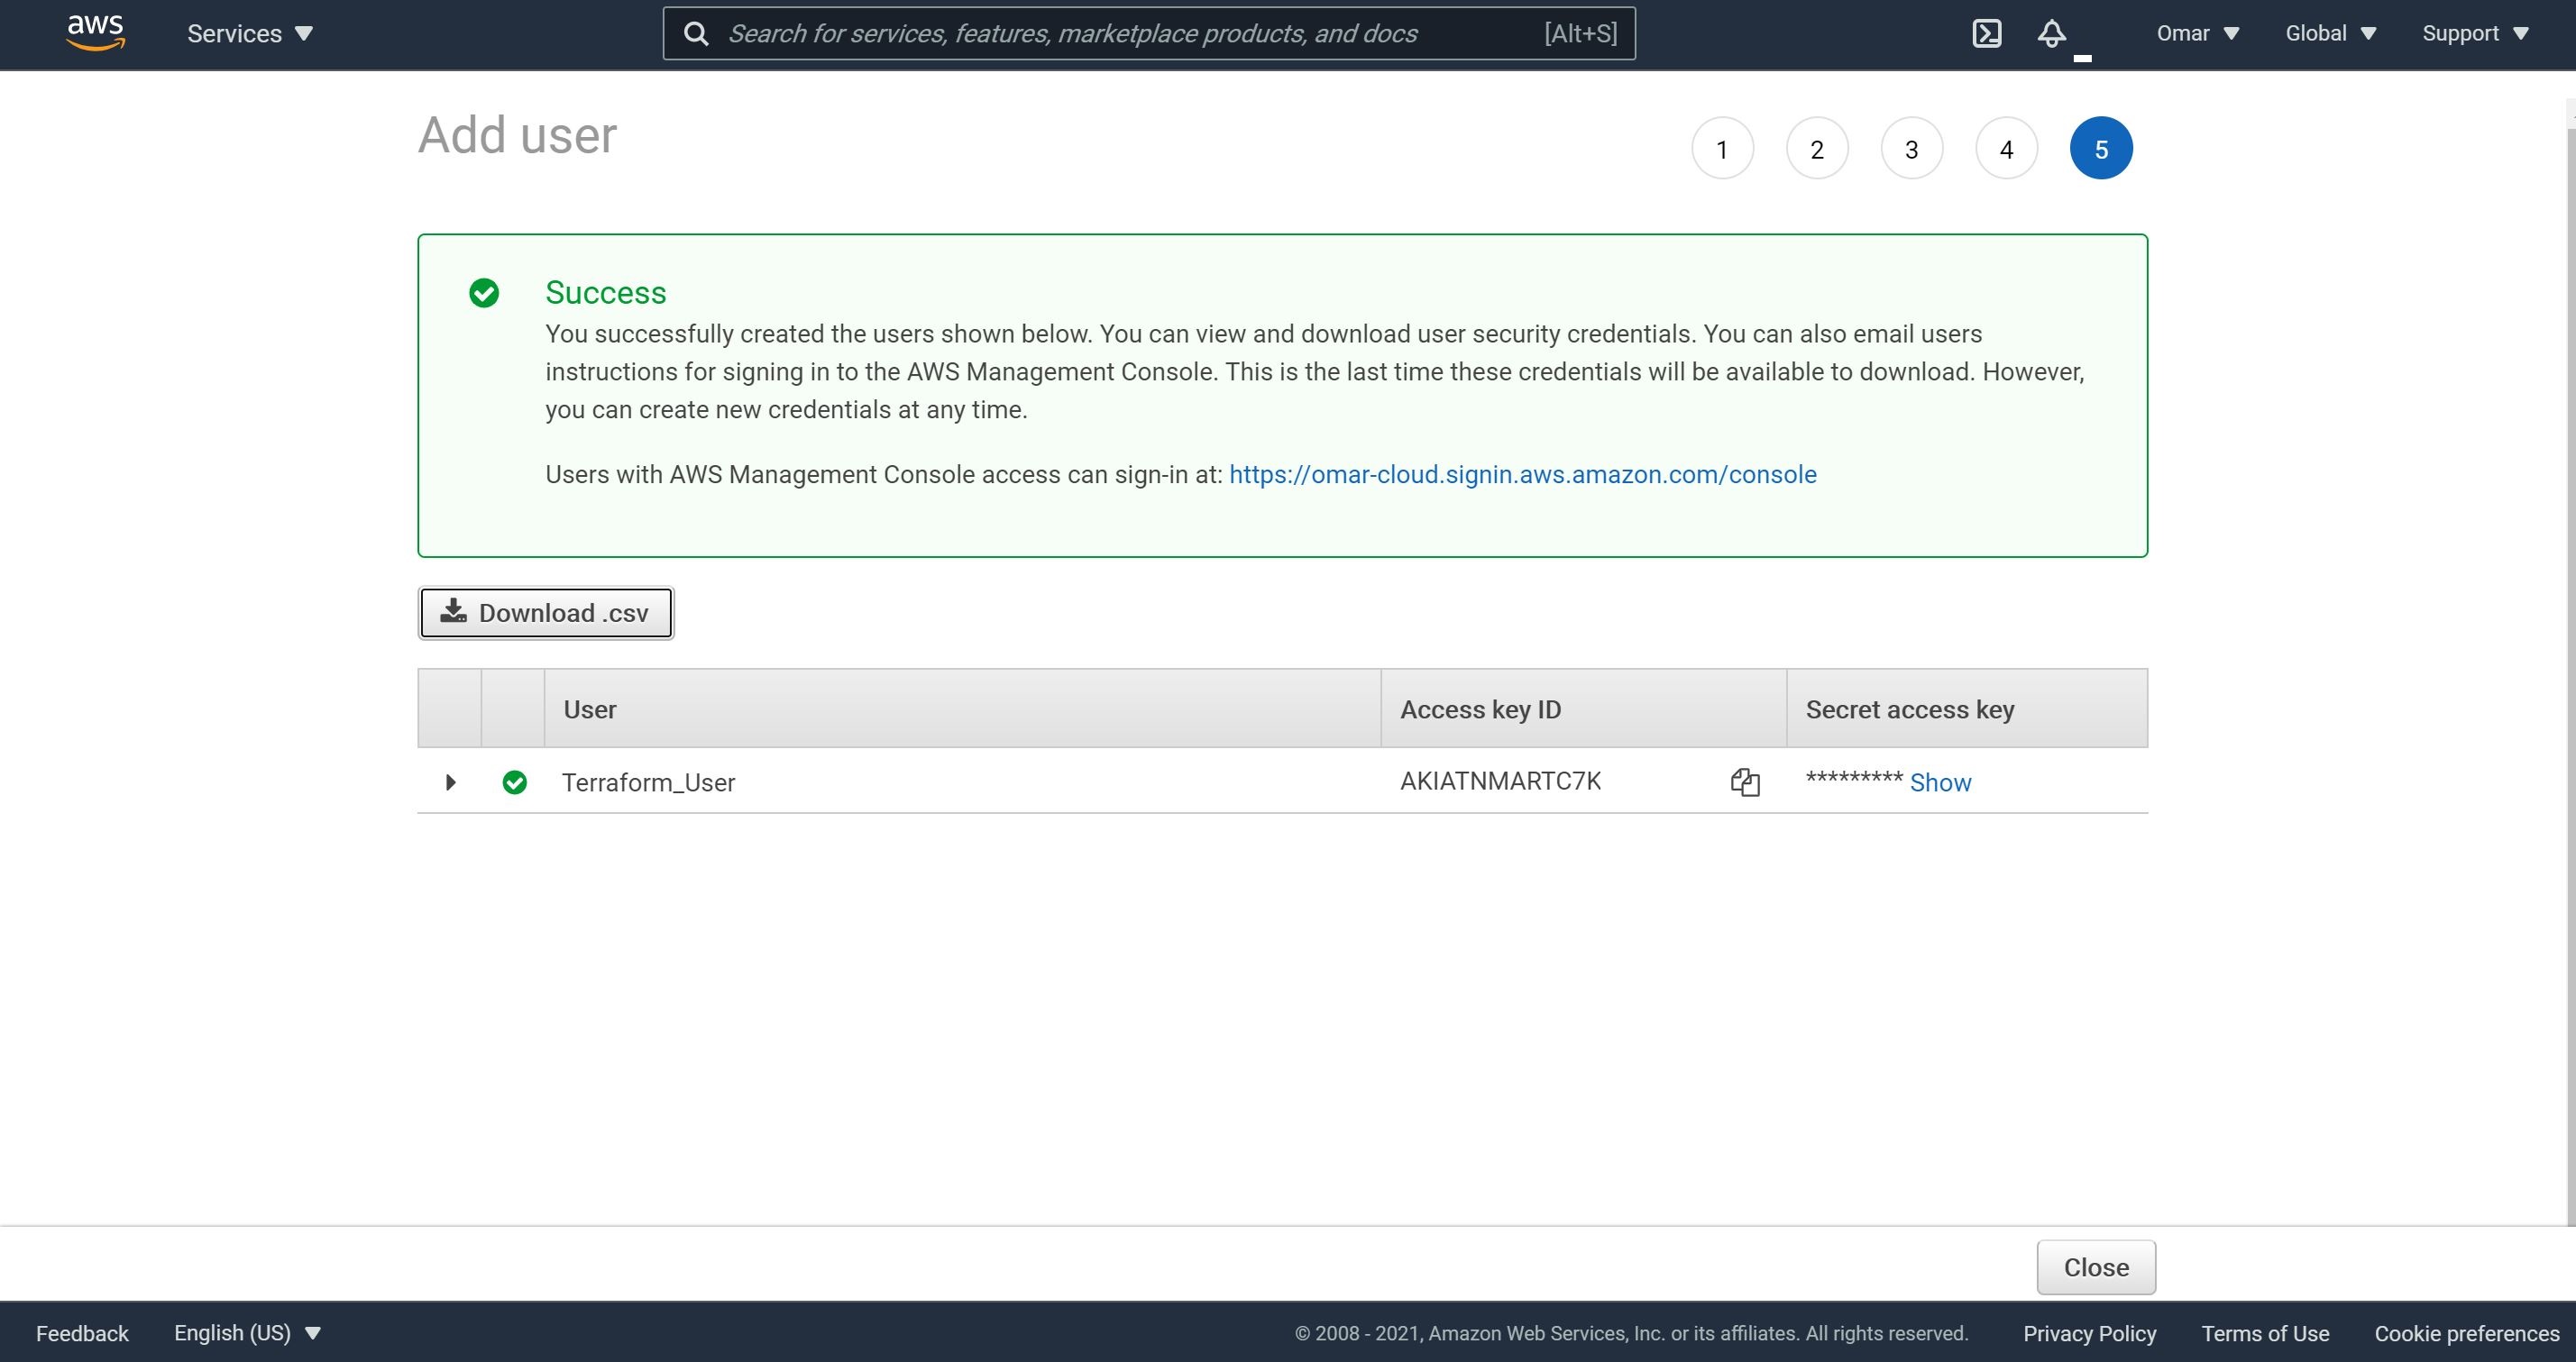 aws
Services
Search for services, features, marketplace products, and docs [Alt+S]
Omar
Global
Support
Add user
1 2 3 4 5
Success
You successfully created the users shown below. You can view and download user security credentials. You can also email users
instructions for signing in to the AWS Management Console. This is the last time these credentials will be available to download. However,
you can create new credentials at any time.
Users with AWS Management Console access can sign-in at: https://omar-cloud.signin.aws.amazon.com/console
Download .csv
User Access key ID Secret access key
Terraform_User AKIATNMARTC7K ********* Show
Close
Feedback English (US) © 2008 - 2021, Amazon Web Services, Inc. or its affiliates. All rights reserved. Privacy Policy Terms of Use Cookie preferences